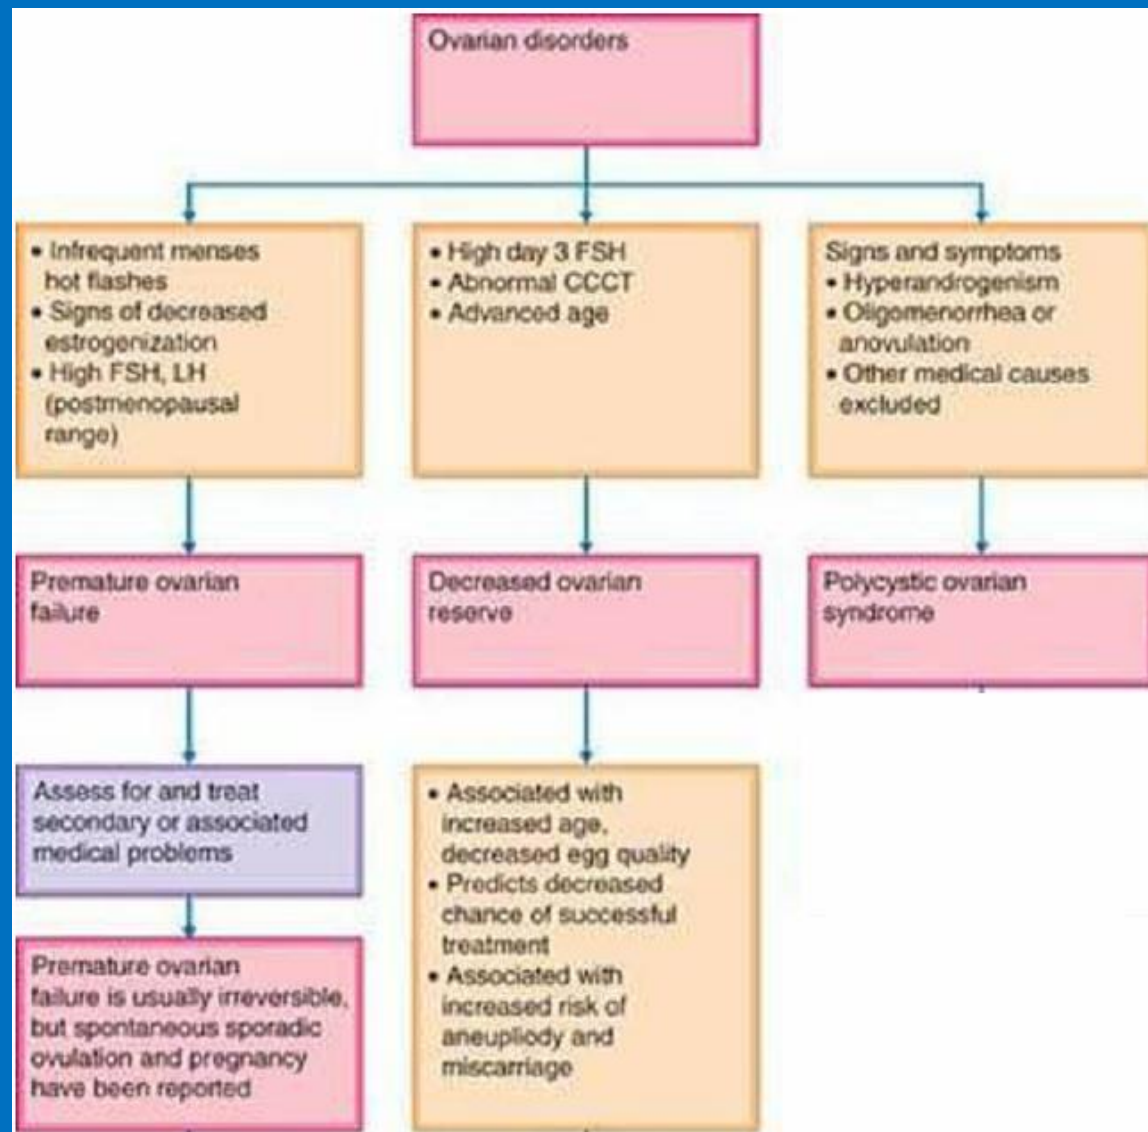 Ovarian disorders
• Infrequent menses
hot flashes
• Signs of decreased
estrogenization
• High FSH, LH
(postmenopausal
range)
• High day 3 FSH
• Abnormal CCCT
• Advanced age
Signs and symptoms
• Hyperandrogenism
• Oligomenorrhea or
anovulation
• Other medical causes
excluded
Premature ovarian
failure
Decreased ovarian
reserve
Polycystic ovarian
syndrome
Assess for and treat
secondary or associated
medical problems
• Associated with
increased age,
decreased egg quality
• Predicts decreased
chance of successful
treatment
• Associated with
increased risk of
aneupliody and
miscarriage
Premature ovarian
failure is usually irreversible,
but spontaneous sporadic
ovulation and pregnancy
have been reported